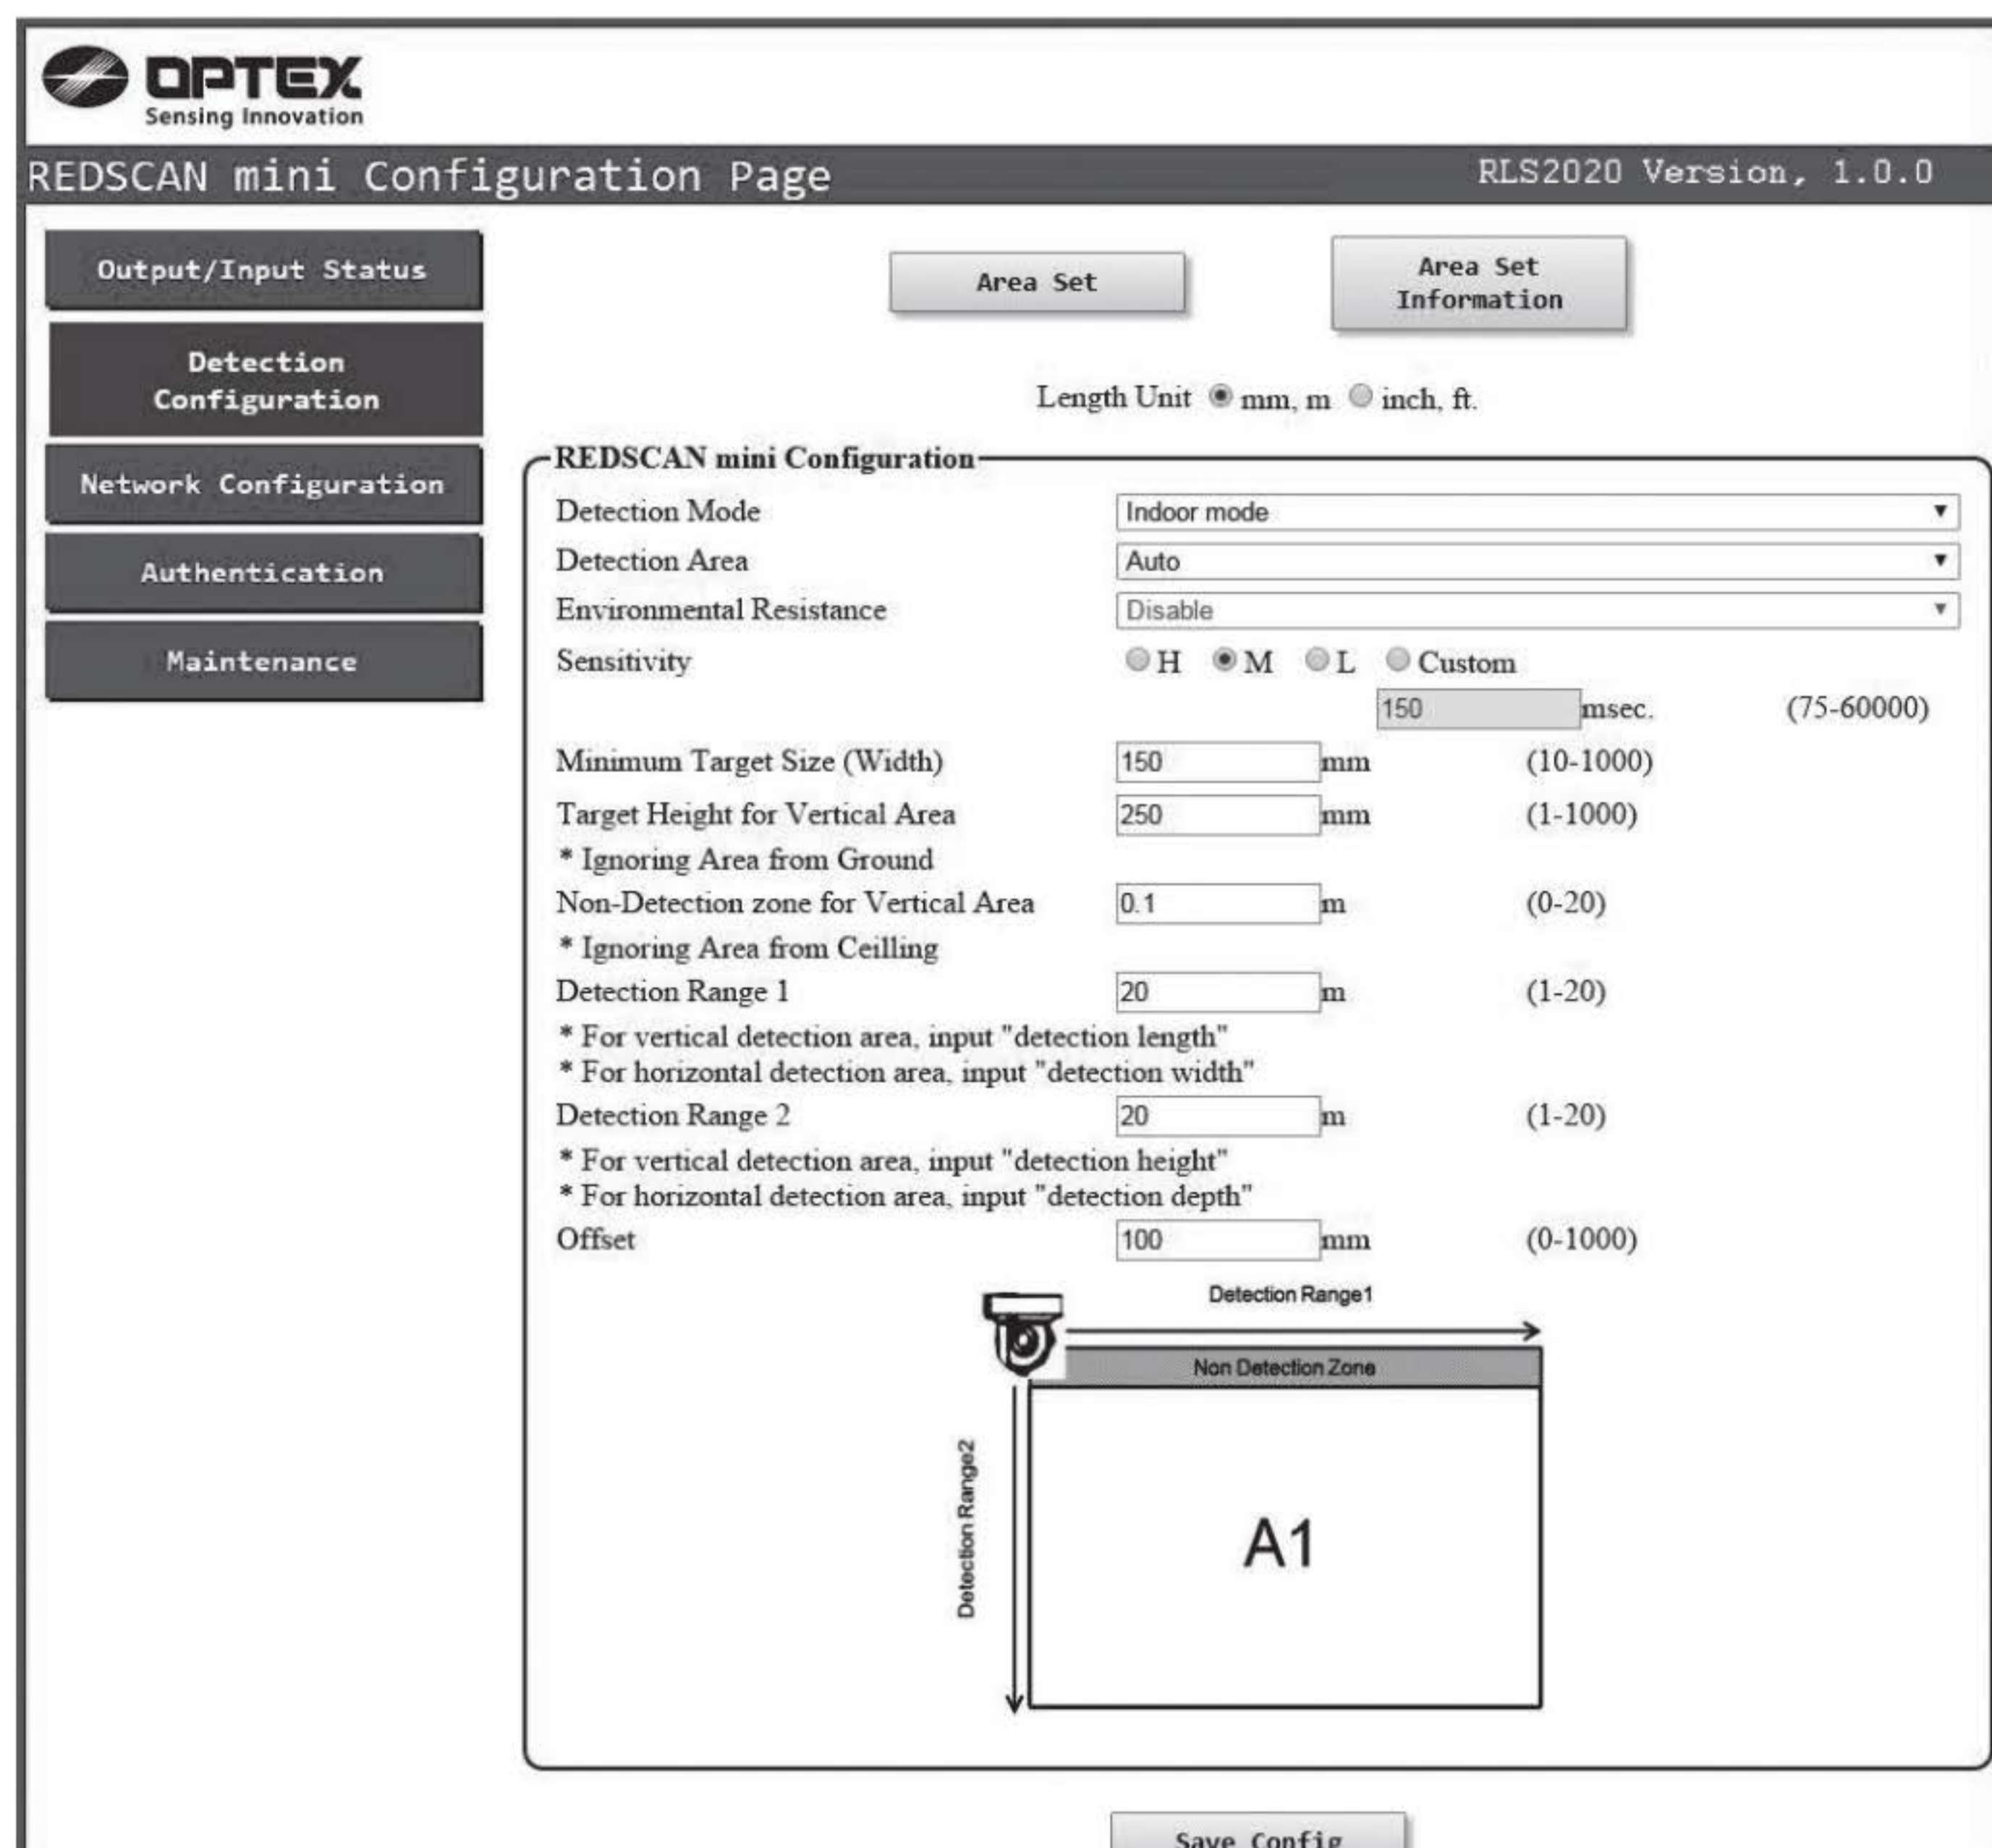 OPTEX
Sensing Innovation
REDSCAN mini Configuration Page
RLS2020 Version, 1.0.0
Output/Input Status
Detection
Configuration
Network Configuration
Authentication
Maintenance
Area Set
Area Set
Information
Length Unit mm, m inch, ft.
REDSCAN mini Configuration
Detection Mode Indoor mode
Detection Area Auto
Environmental Resistance Disable
Sensitivity H M L Custom
150 msec. (75-60000)
Minimum Target Size (Width) 150 mm (10-1000)
Target Height for Vertical Area 250 mm (1-1000)
* Ignoring Area from Ground
Non-Detection zone for Vertical Area 0.1 m (0-20)
* Ignoring Area from Ceilling
Detection Range 1 20 m (1-20)
* For vertical detection area, input "detection length"
* For horizontal detection area, input "detection width"
Detection Range 2 20 m (1-20)
* For vertical detection area, input "detection height"
* For horizontal detection area, input "detection depth"
Offset 100 mm (0-1000)
Detection Range1
Non Detection Zone
Detection Range2
A1
Save Config